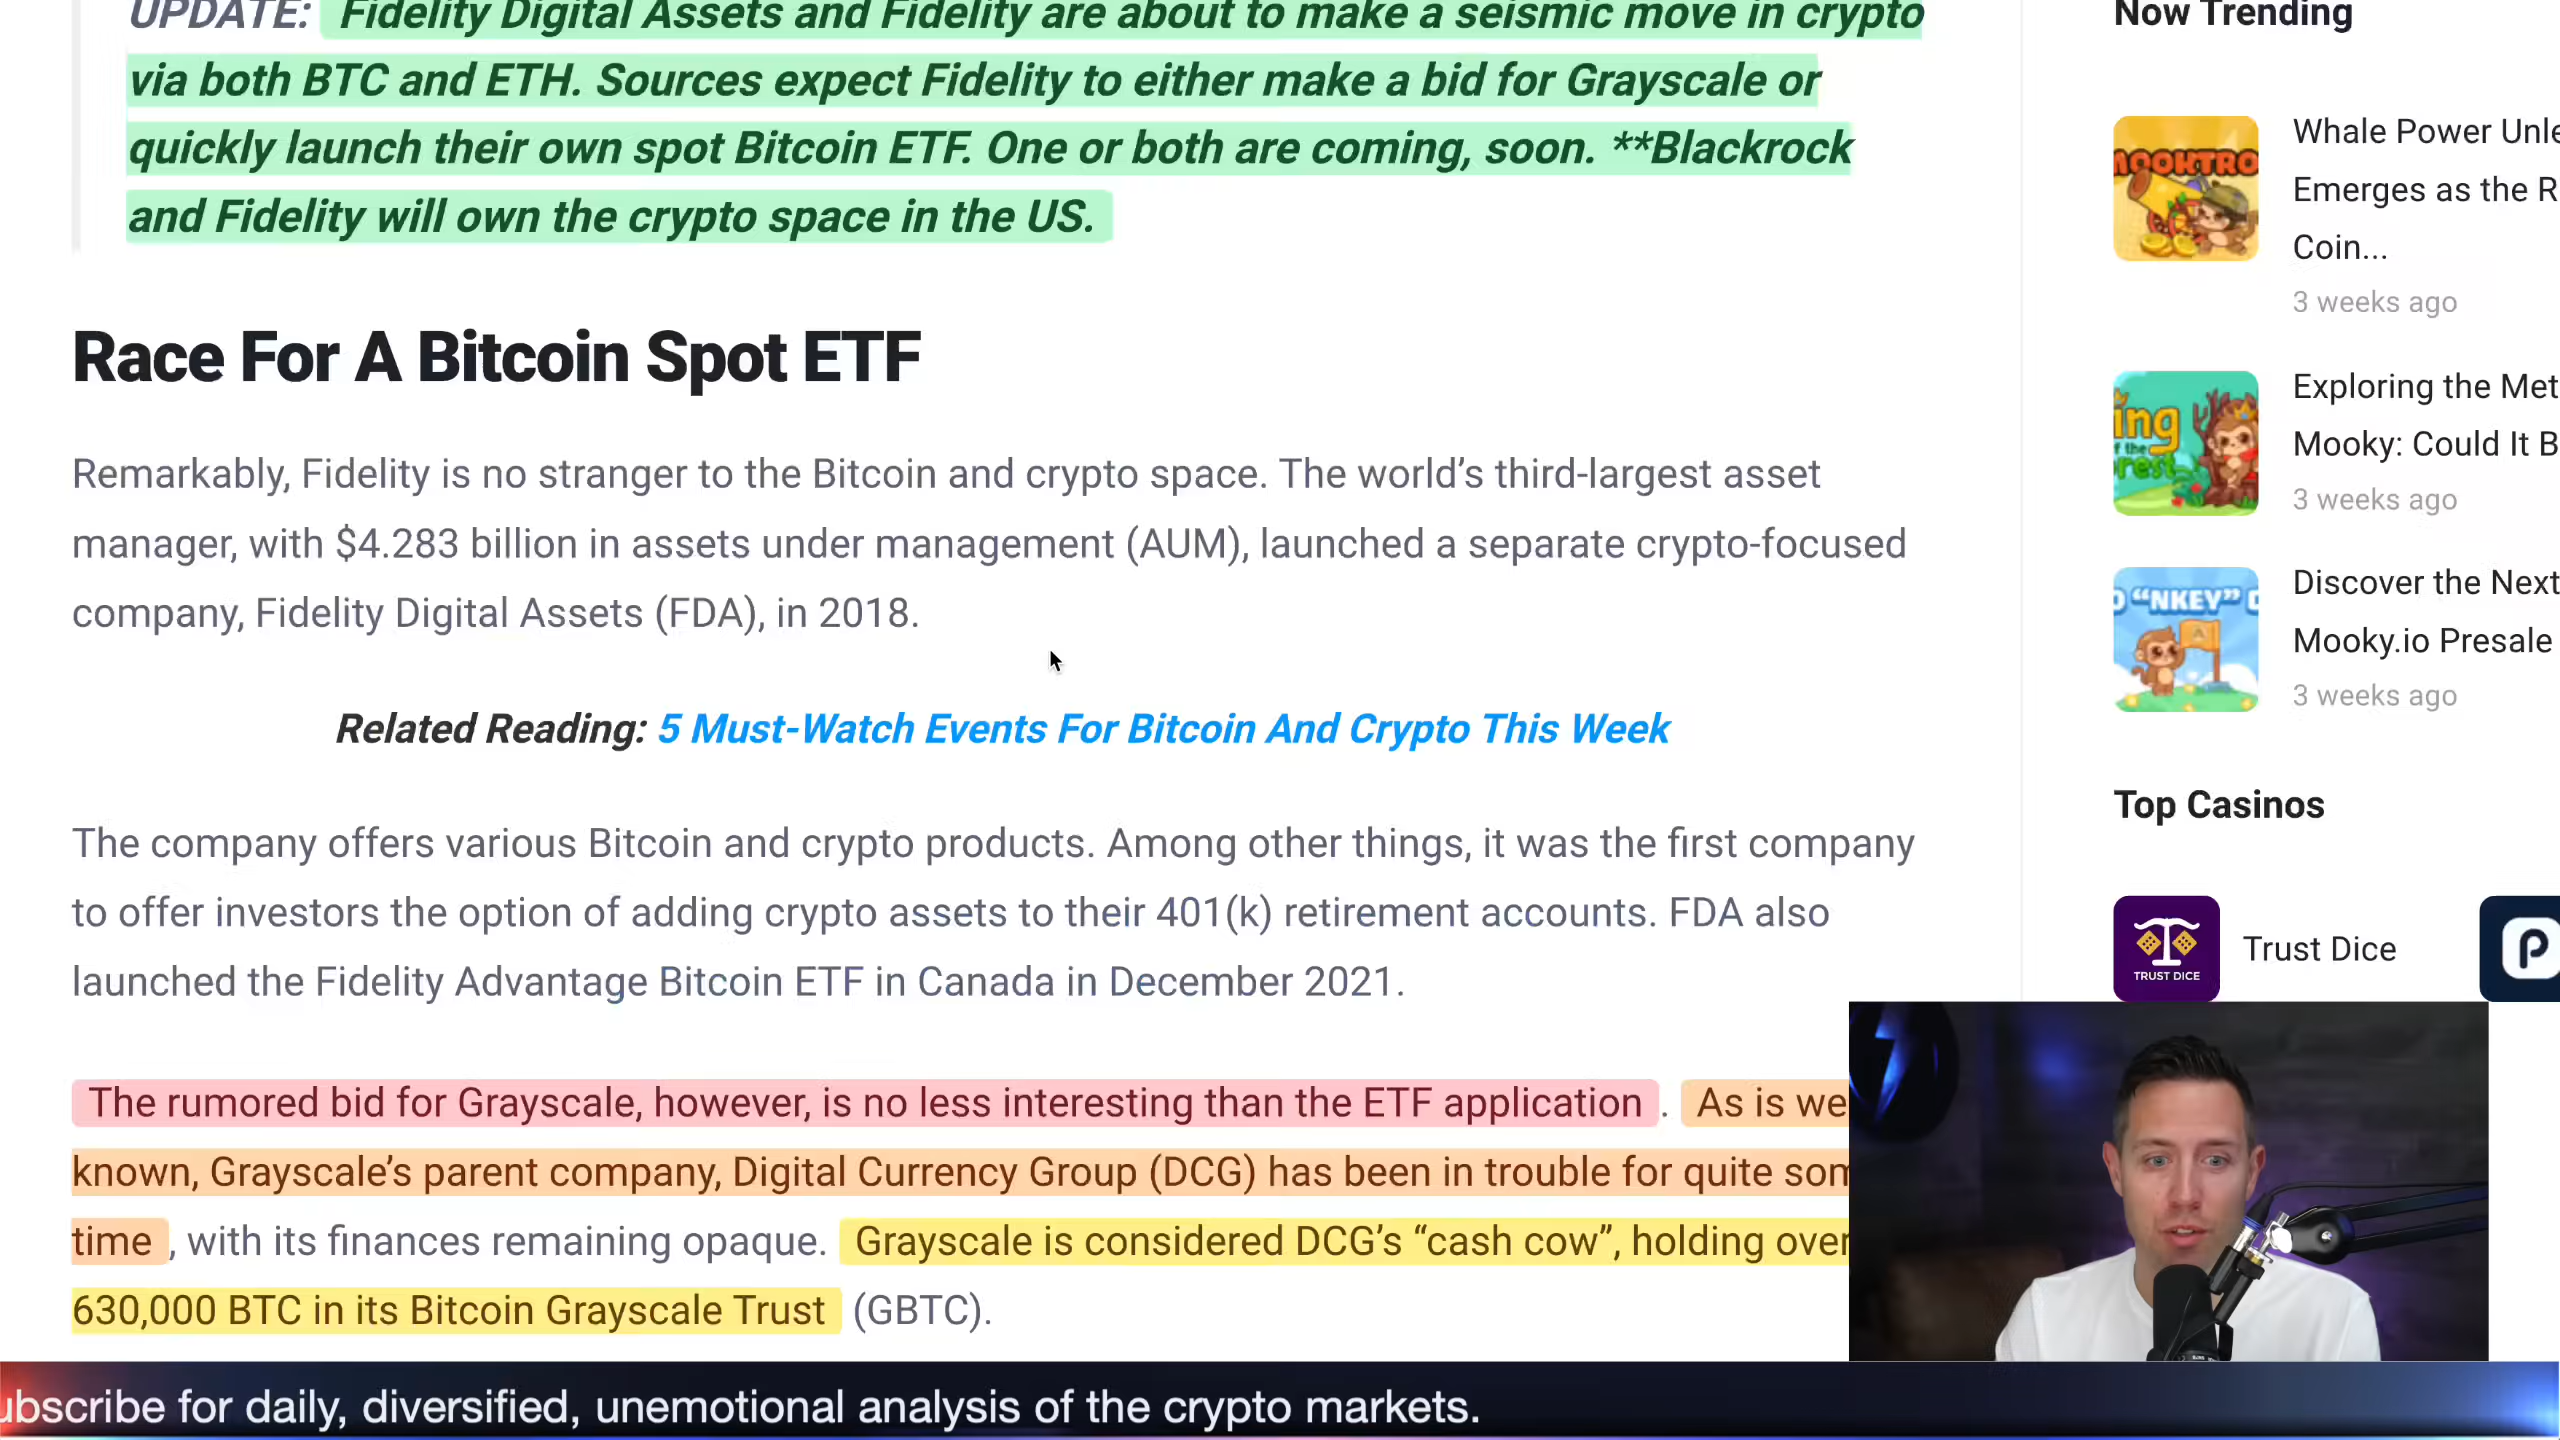 UPDATE: Fidelity Digital Assets and Fidelity are about to make a seismic move in crypto
via both BTC and ETH. Sources expect Fidelity to either make a bid for Grayscale or
quickly launch their own spot Bitcoin ETF. One or both are coming, soon. **Blackrock
and Fidelity will own the crypto space in the US.
Race For A Bitcoin Spot ETF
Remarkably, Fidelity is no stranger to the Bitcoin and crypto space. The world’s third-largest asset
manager, with $4.283 billion in assets under management (AUM), launched a separate crypto-focused
company, Fidelity Digital Assets (FDA), in 2018.
Related Reading: 5 Must-Watch Events For Bitcoin And Crypto This Week
The company offers various Bitcoin and crypto products. Among other things, it was the first company
to offer investors the option of adding crypto assets to their 401(k) retirement accounts. FDA also
launched the Fidelity Advantage Bitcoin ETF in Canada in December 2021.
The rumored bid for Grayscale, however, is no less interesting than the ETF application. As is we
known, Grayscale’s parent company, Digital Currency Group (DCG) has been in trouble for quite som
time, with its finances remaining opaque. Grayscale is considered DCG’s “cash cow”, holding over
630,000 BTC in its Bitcoin Grayscale Trust (GBTC).
Now Trending
Whale Power Unle
Emerges as the R
Coin...
3 weeks ago
Exploring the Met
Mooky: Could It B
3 weeks ago
"NKEY"
Discover the Next
Mooky.io Presale
3 weeks ago
Top Casinos
TRUST DICE
Trust Dice
ubscribe for daily, diversified, unemotional analysis of the crypto markets.